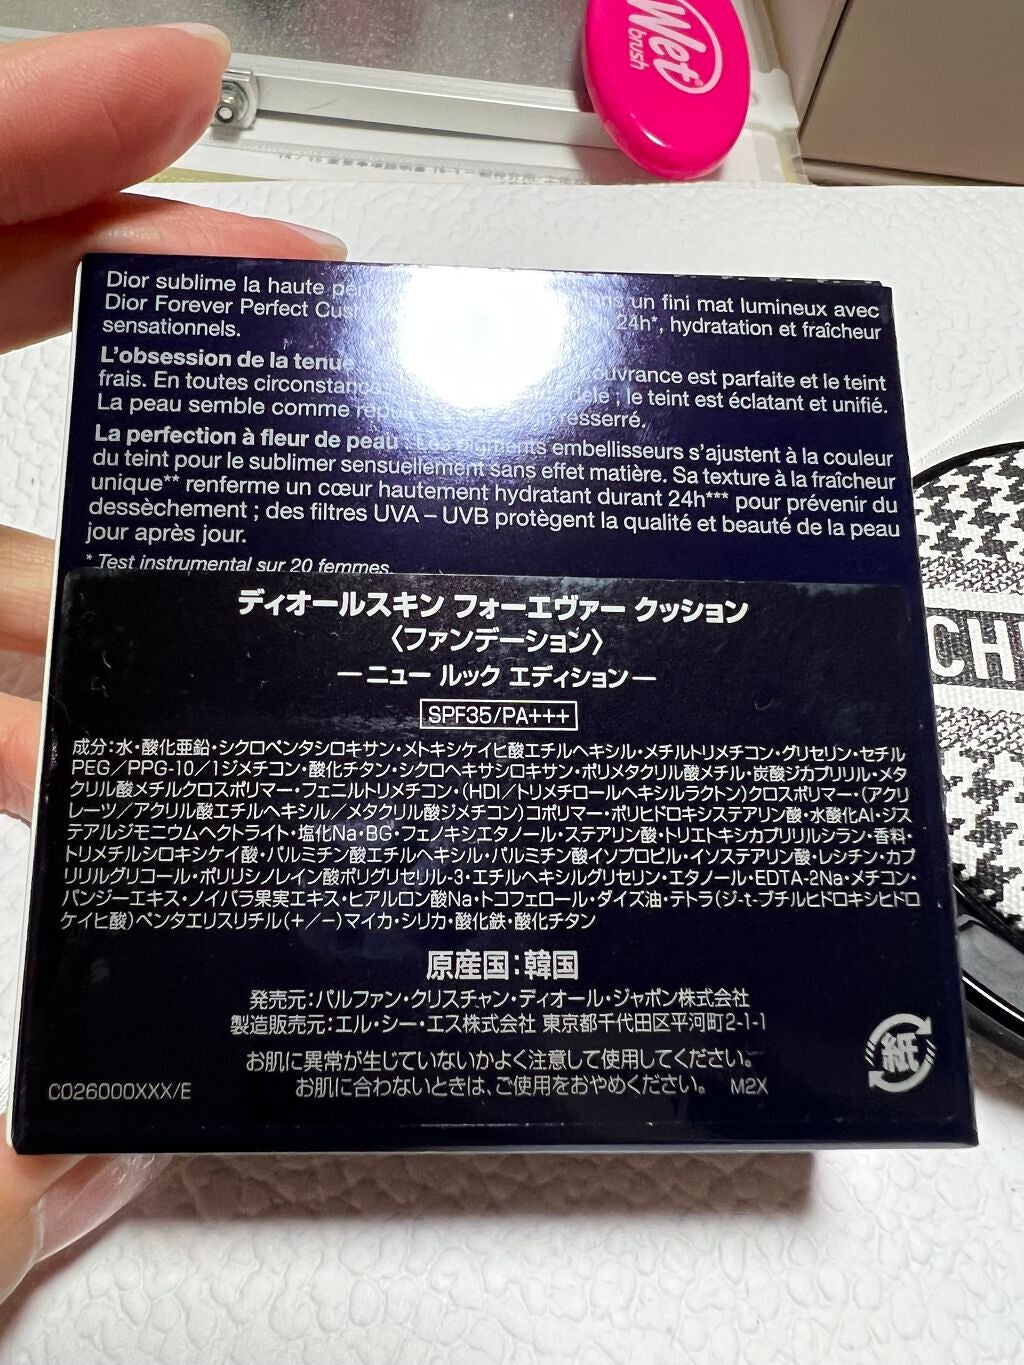 Wet
brush
Dior sublime la haute un fini mat lumineux avec
Dior Forever Perfect 24h*, hydratation et fraîcheur
sensationnels.
L'obsession de la tenue ouvrance est parfaite et le teint
frais. En toutes ; le teint est éclatant et unifié.
La peau semble comme resserré.
La perfection à fleur de peau : Les pigments embellisseurs s'ajustent à la couleur
du teint pour le sublimer sensuellement sans effet matière. Sa texture à la fraîcheur
unique** renferme un cœur hautement hydratant durant 24h*** pour prévenir du
dessèchement ; des filtres UVA – UVB protègent la qualité et beauté de la peau
jour après jour.
* Test instrumental sur 20 femmes.
ディオールスキン フォーエヴァー クッション
〈ファンデーション〉
―ニュー ルック エディション―
SPF35/PA+++
成分:水・酸化亜鉛・シクロペンタシロキサン・メトキシケイヒ酸エチルヘキシル・メチルトリメチコン・グリセリン・セチル
PEG/PPG-10/1ジメチコン・酸化チタン・シクロヘキサシロキサン・ポリメタクリル酸メチル・炭酸ジカプリリル・メタ
クリル酸メチルクロスポリマー・フェニルトリメチコン・(HDI/トリメチロールヘキシルラクトン)クロスポリマー・(アクリ
レーツ/アクリル酸エチルヘキシル/メタクリル酸ジメチコン)コポリマー・ポリヒドロキシステアリン酸・水酸化Al・ジス
テアルジモニウムヘクトライト・塩化Na・BG・フェノキシエタノール・ステアリン酸・トリエトキシカプリリルシラン・香料・
トリメチルシロキシケイ酸・パルミチン酸エチルヘキシル・パルミチン酸イソプロピル・イソステアリン酸・レシチン・カプ
リリルグリコール・ポリリシノレイン酸ポリグリセリル-3・エチルヘキシルグリセリン・エタノール・EDTA-2Na・メチコン・
パンジーエキス・ノイバラ果実エキス・ヒアルロン酸Na・トコフェロール・ダイズ油・テトラ(ジ-t-ブチルヒドロキシヒドロ
ケイヒ酸)ペンタエリスリチル(+/−)マイカ・シリカ・酸化鉄・酸化チタン
原産国:韓国
発売元:パルファン・クリスチャン・ディオール・ジャポン株式会社
製造販売元:エル・シー・エス株式会社 東京都千代田区平河町2-1-1
お肌に異常が生じていないかよく注意して使用してください。
お肌に合わないときは、ご使用をおやめください。 M2X
C026000XXX/E
紙
CH